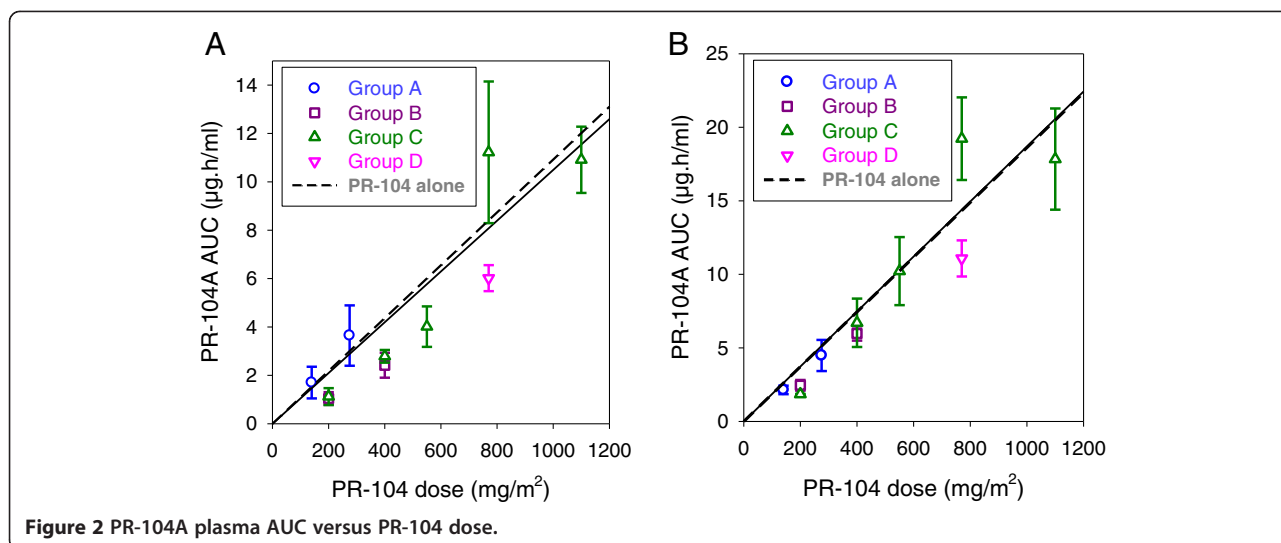 A
PR-104A AUC (µg.h/ml)
14
12
10
8
6
4
2
0
Group A
Group B
Group C
Group D
PR-104 alone
0 200 400 600 800 1000 1200
PR-104 dose (mg/m²)
B
PR-104A AUC (µg.h/ml)
25
20
15
10
5
0
Group A
Group B
Group C
Group D
PR-104 alone
0 200 400 600 800 1000 1200
PR-104 dose (mg/m²)
Figure 2 PR-104A plasma AUC versus PR-104 dose.